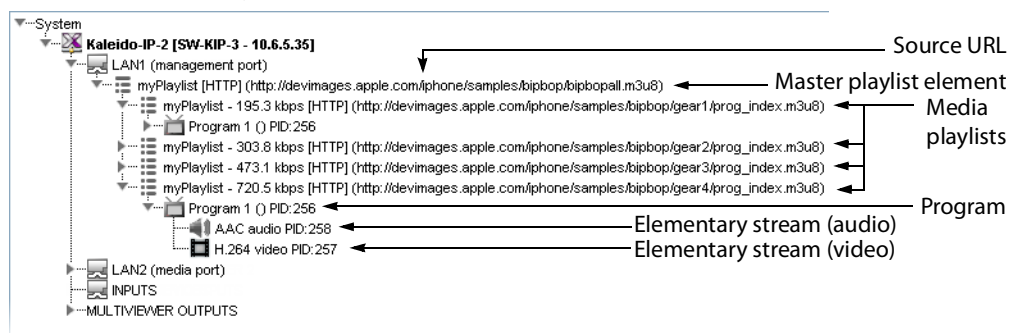 System
Kaleido-IP-2 [SW-KIP-3 - 10.6.5.35]
LAN1 (management port)
Source URL
myPlaylist [HTTP] (http://devimages.apple.com/iphone/samples/bipbop/bipbopall.m3u8)
Master playlist element
myPlaylist - 195.3 kbps [HTTP] (http://devimages.apple.com/iphone/samples/bipbop/gear1/prog_index.m3u8)
Media
playlists
Program 1 () PID:256
myPlaylist - 303.8 kbps [HTTP] (http://devimages.apple.com/iphone/samples/bipbop/gear2/prog_index.m3u8)
myPlaylist - 473.1 kbps [HTTP] (http://devimages.apple.com/iphone/samples/bipbop/gear3/prog_index.m3u8)
myPlaylist - 720.5 kbps [HTTP] (http://devimages.apple.com/iphone/samples/bipbop/gear4/prog_index.m3u8)
Program 1 () PID:256
Program
AAC audio PID:258
Elementary stream (audio)
H.264 video PID:257
Elementary stream (video)
LAN2 (media port)
INPUTS
MULTIVIEWER OUTPUTS